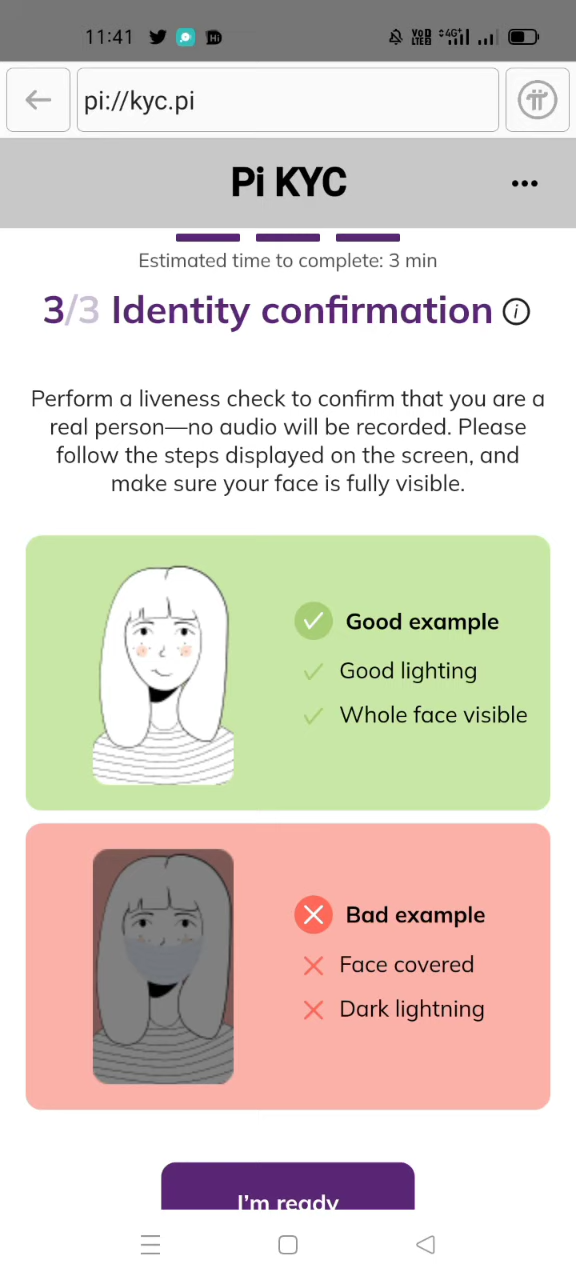 11:41
VoD LTE 4G+
pi://kyc.pi
Pi KYC
Estimated time to complete: 3 min
3/3 Identity confirmation
Perform a liveness check to confirm that you are a
real person—no audio will be recorded. Please
follow the steps displayed on the screen, and
make sure your face is fully visible.
Good example
Good lighting
Whole face visible
Bad example
Face covered
Dark lightning
I'm ready